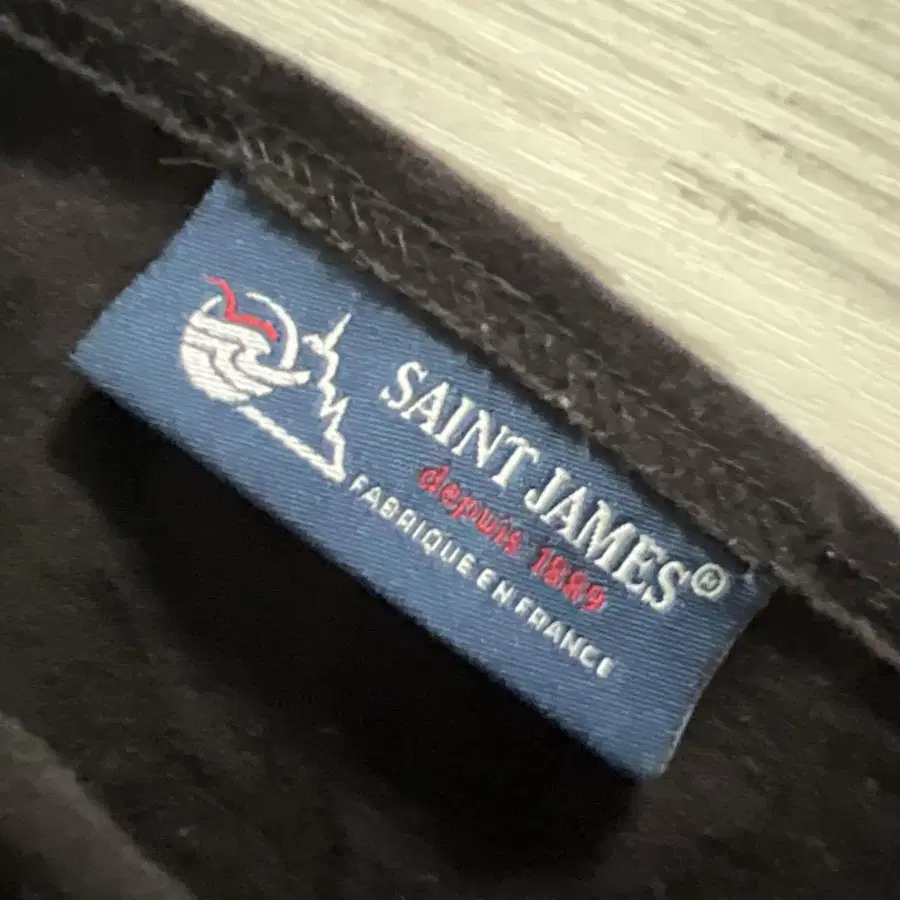 SAINT JAMES®
depuis 1889
FABRIQUE EN FRANCE